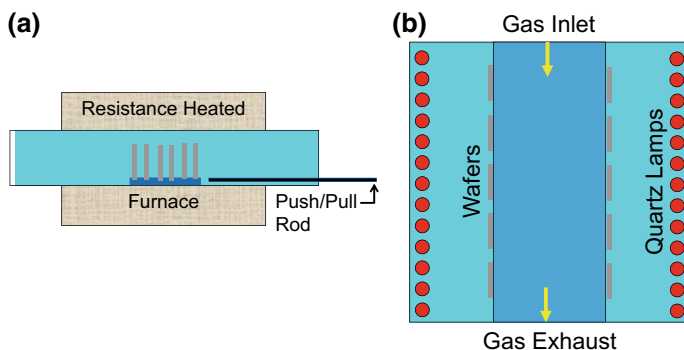 (a)
Resistance Heated
Furnace
Push/Pull
Rod
(b)
Gas Inlet
Wafers
Quartz Lamps
Gas Exhaust